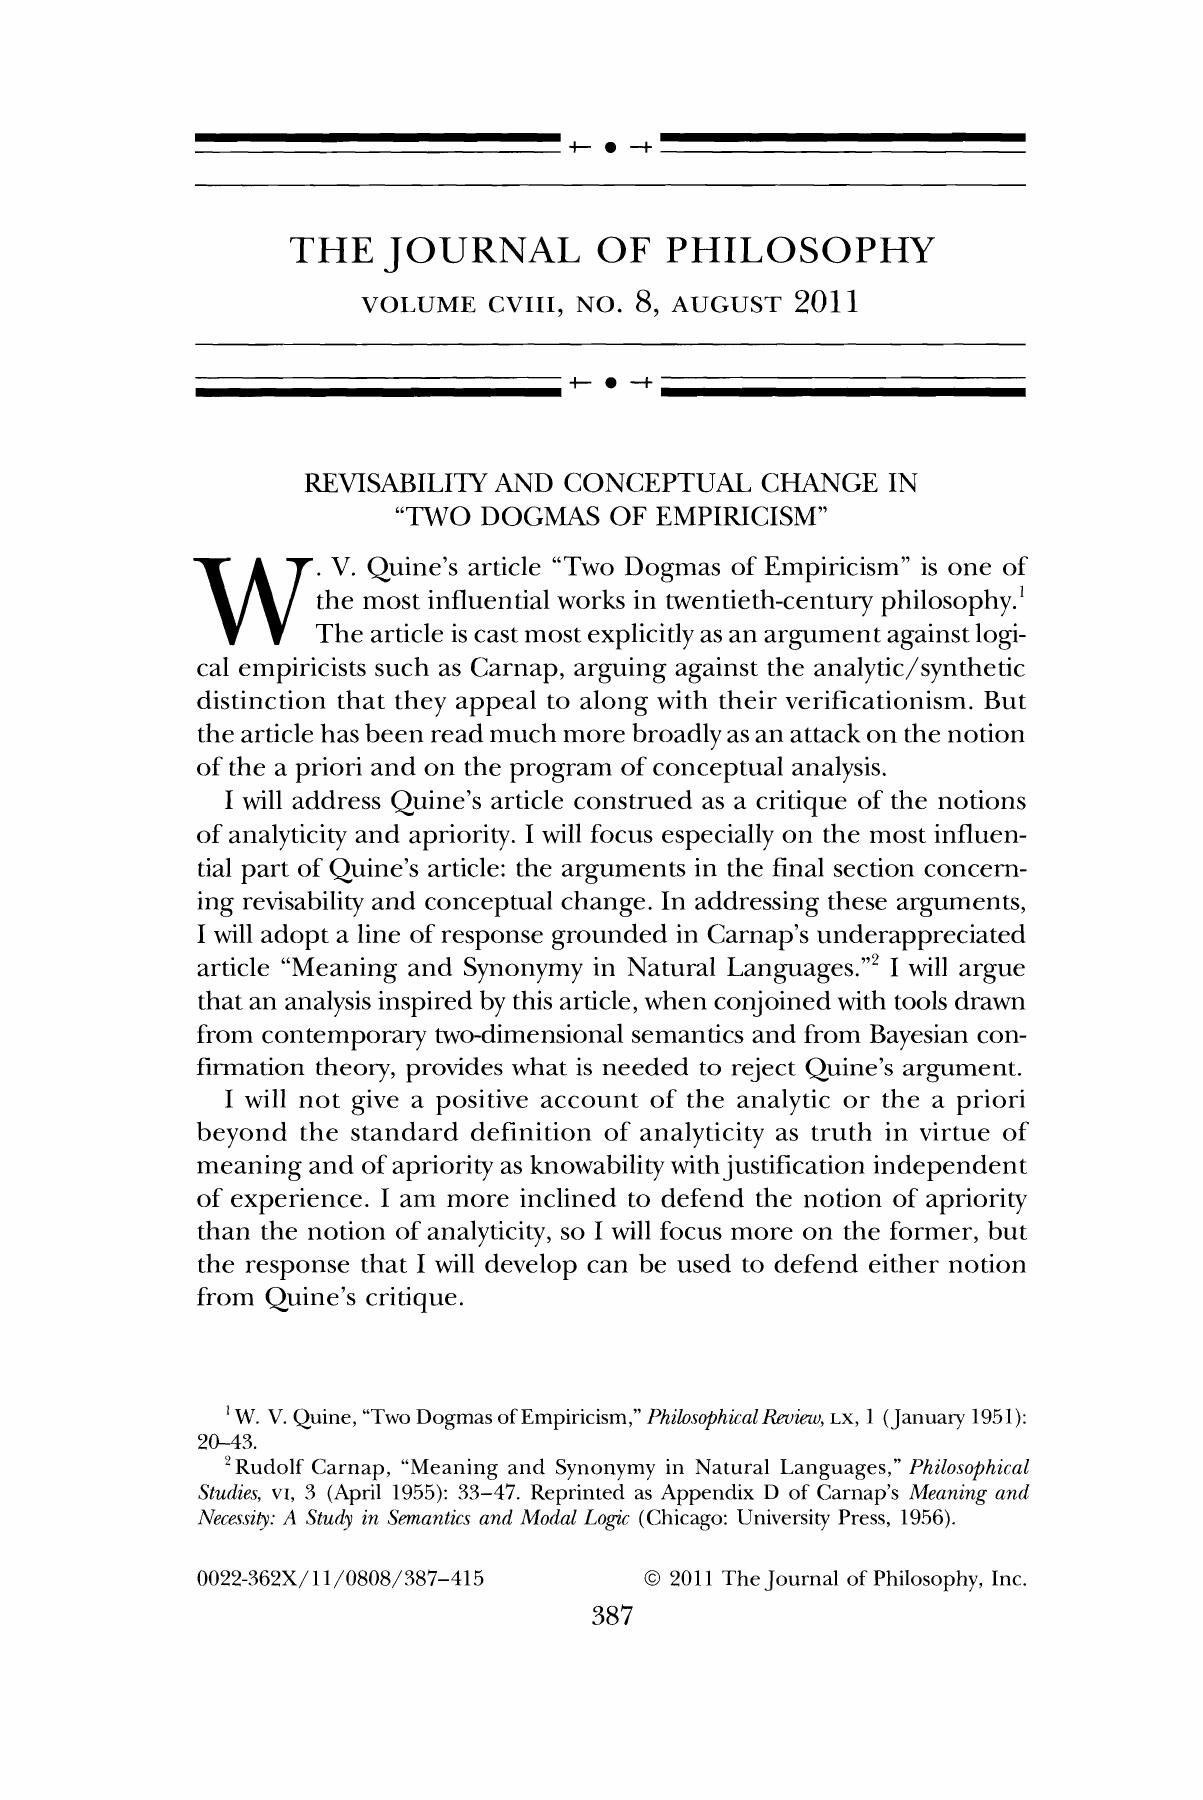 THE JOURNAL OF PHILOSOPHY
VOLUME CVIII, NO. 8, AUGUST 2011
REVISABILITY AND CONCEPTUAL CHANGE IN
“TWO DOGMAS OF EMPIRICISM”
W. V. Quine’s article “Two Dogmas of Empiricism” is one of
the most influential works in twentieth-century philosophy.¹
The article is cast most explicitly as an argument against logi-
cal empiricists such as Carnap, arguing against the analytic/synthetic
distinction that they appeal to along with their verificationism. But
the article has been read much more broadly as an attack on the notion
of the a priori and on the program of conceptual analysis.
I will address Quine’s article construed as a critique of the notions
of analyticity and apriority. I will focus especially on the most influen-
tial part of Quine’s article: the arguments in the final section concern-
ing revisability and conceptual change. In addressing these arguments,
I will adopt a line of response grounded in Carnap’s underappreciated
article “Meaning and Synonymy in Natural Languages.”² I will argue
that an analysis inspired by this article, when conjoined with tools drawn
from contemporary two-dimensional semantics and from Bayesian con-
firmation theory, provides what is needed to reject Quine’s argument.
I will not give a positive account of the analytic or the a priori
beyond the standard definition of analyticity as truth in virtue of
meaning and of apriority as knowability with justification independent
of experience. I am more inclined to defend the notion of apriority
than the notion of analyticity, so I will focus more on the former, but
the response that I will develop can be used to defend either notion
from Quine’s critique.
¹ W. V. Quine, “Two Dogmas of Empiricism,” Philosophical Review, LX, 1 (January 1951):
20–43.
² Rudolf Carnap, “Meaning and Synonymy in Natural Languages,” Philosophical
Studies, VI, 3 (April 1955): 33–47. Reprinted as Appendix D of Carnap’s Meaning and
Necessity: A Study in Semantics and Modal Logic (Chicago: University Press, 1956).
0022-362X/11/0808/387–415 © 2011 The Journal of Philosophy, Inc.
387